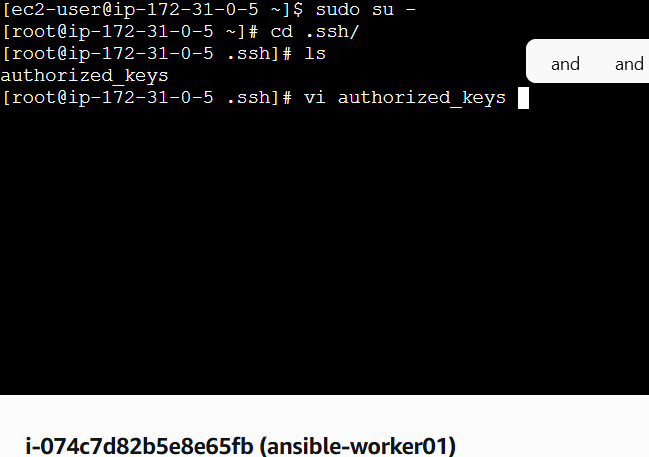 [ec2-user@ip-172-31-0-5 ~]$ sudo su -
[root@ip-172-31-0-5 ~]# cd .ssh/
[root@ip-172-31-0-5 .ssh]# ls
authorized_keys
[root@ip-172-31-0-5 .ssh]# vi authorized_keys
and and
i-074c7d82b5e8e65fb (ansible-worker01)